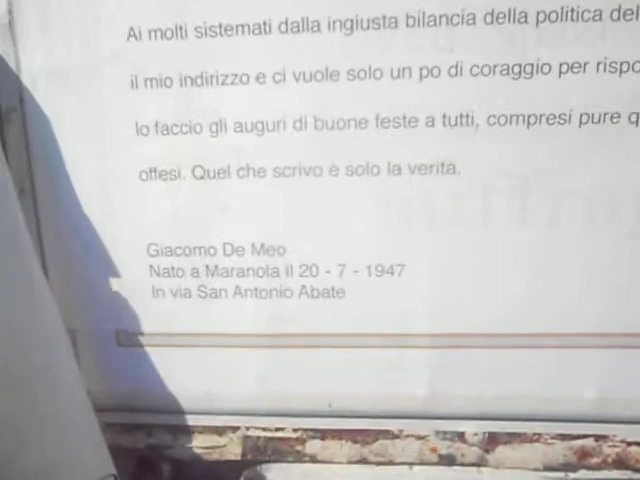 Ai molti sistemati dalla ingiusta bilancia della politica del
il mio indirizzo e ci vuole solo un po di coraggio per rispo
Io faccio gli auguri di buone feste a tutti, compresi pure q
offesi. Quel che scrivo è solo la verita.
Giacomo De Meo
Nato a Maranola il 20 - 7 - 1947
In via San Antonio Abate